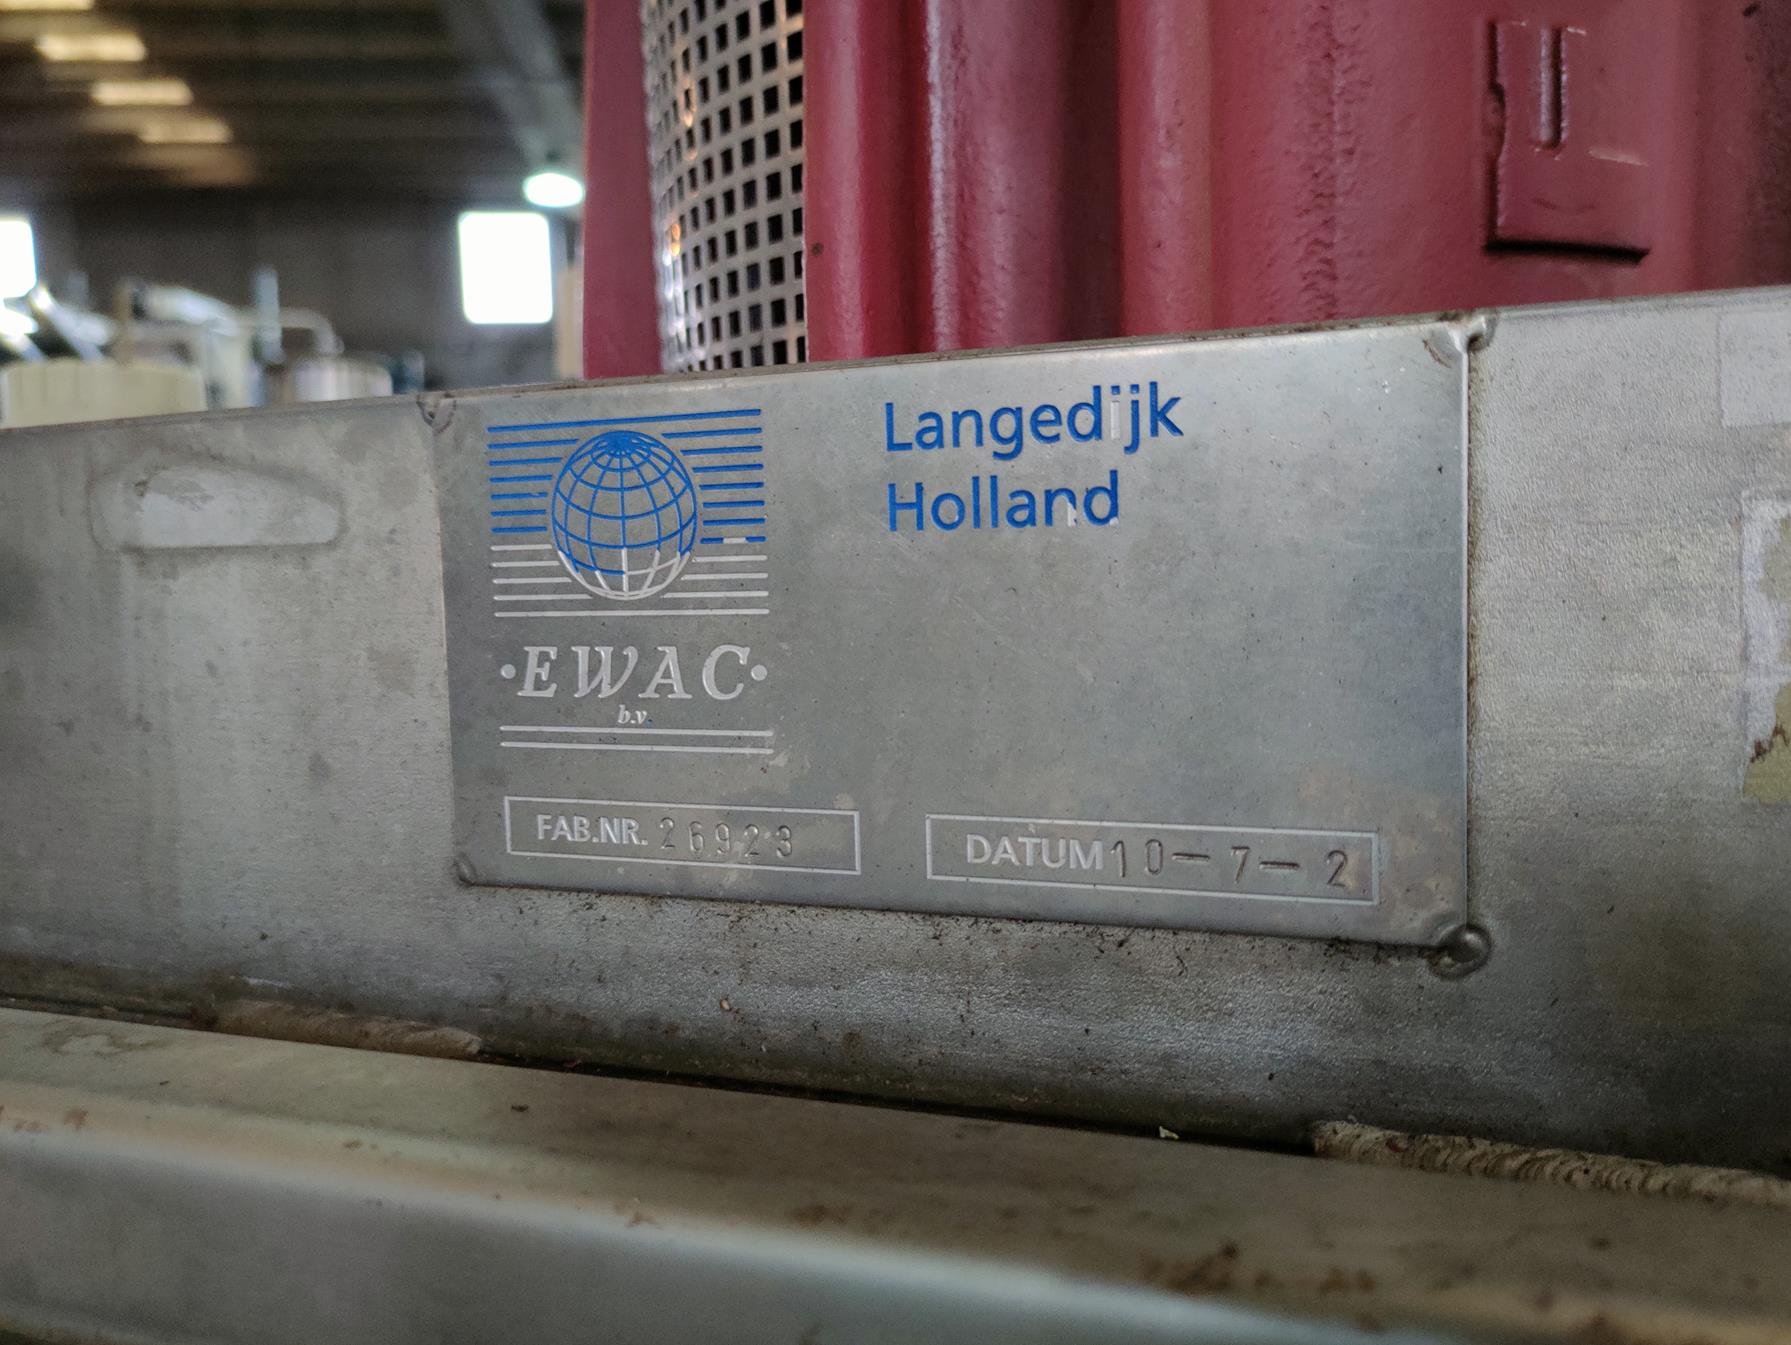 Langedijk
Holland
·EWAC·
b.v.
FAB.NR. 26923
DATUM 10-7-2